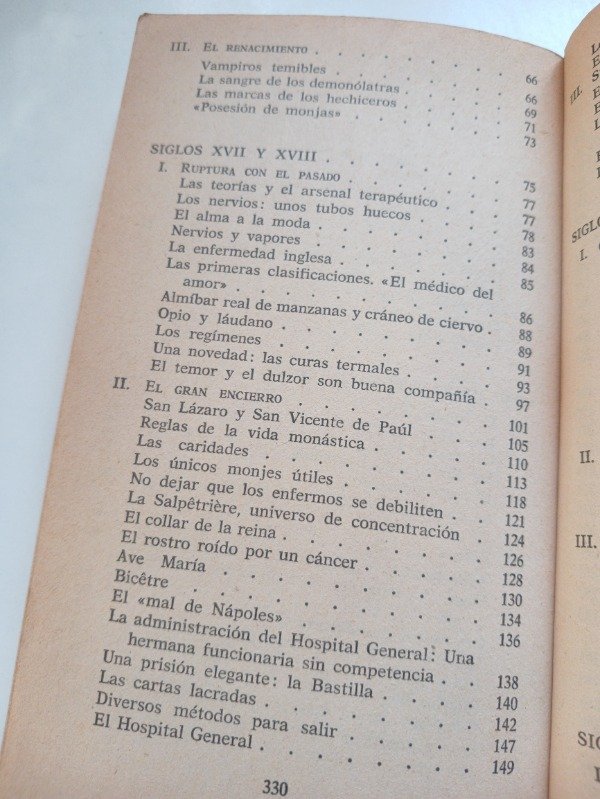 III. EL RENACIMIENTO . . . . . . . 66
Vampiros temibles . . . . . . . 66
La sangre de los demonólatras . . . . 69
Las marcas de los hechiceros . . . . 71
«Posesión de monjas» . . . . . . 73
SIGLOS XVII Y XVIII . . . . . . . 75
I. RUPTURA CON EL PASADO . . . . . 77
Las teorías y el arsenal terapéutico . . 77
Los nervios: unos tubos huecos . . . 78
El alma a la moda . . . . . . . 83
Nervios y vapores . . . . . . . 84
La enfermedad inglesa . . . . . . 85
Las primeras clasificaciones. «El médico del
amor» . . . . . . . . . 86
Almíbar real de manzanas y cráneo de ciervo . 88
Opio y láudano . . . . . . . 89
Los regímenes . . . . . . . . 91
Una novedad: las curas termales . . . 93
El temor y el dulzor son buena compañía . 97
II. EL GRAN ENCIERRO . . . . . . . 101
San Lázaro y San Vicente de Paúl . . . 105
Reglas de la vida monástica . . . . 110
Las caridades . . . . . . . . 113
Los únicos monjes útiles . . . . . 118
No dejar que los enfermos se debiliten . . 121
La Salpêtrière, universo de concentración . 124
El collar de la reina . . . . . . 126
El rostro roído por un cáncer . . . . 128
Ave María . . . . . . . . 130
Bicêtre . . . . . . . . . 134
El «mal de Nápoles» . . . . . . 136
La administración del Hospital General: Una
hermana funcionaria sin competencia . . 138
Una prisión elegante: la Bastilla . . . 140
Las cartas lacradas . . . . . . . 142
Diversos métodos para salir . . . . 147
El Hospital General . . . . . . . 149
330
III.
I.
II.
III.